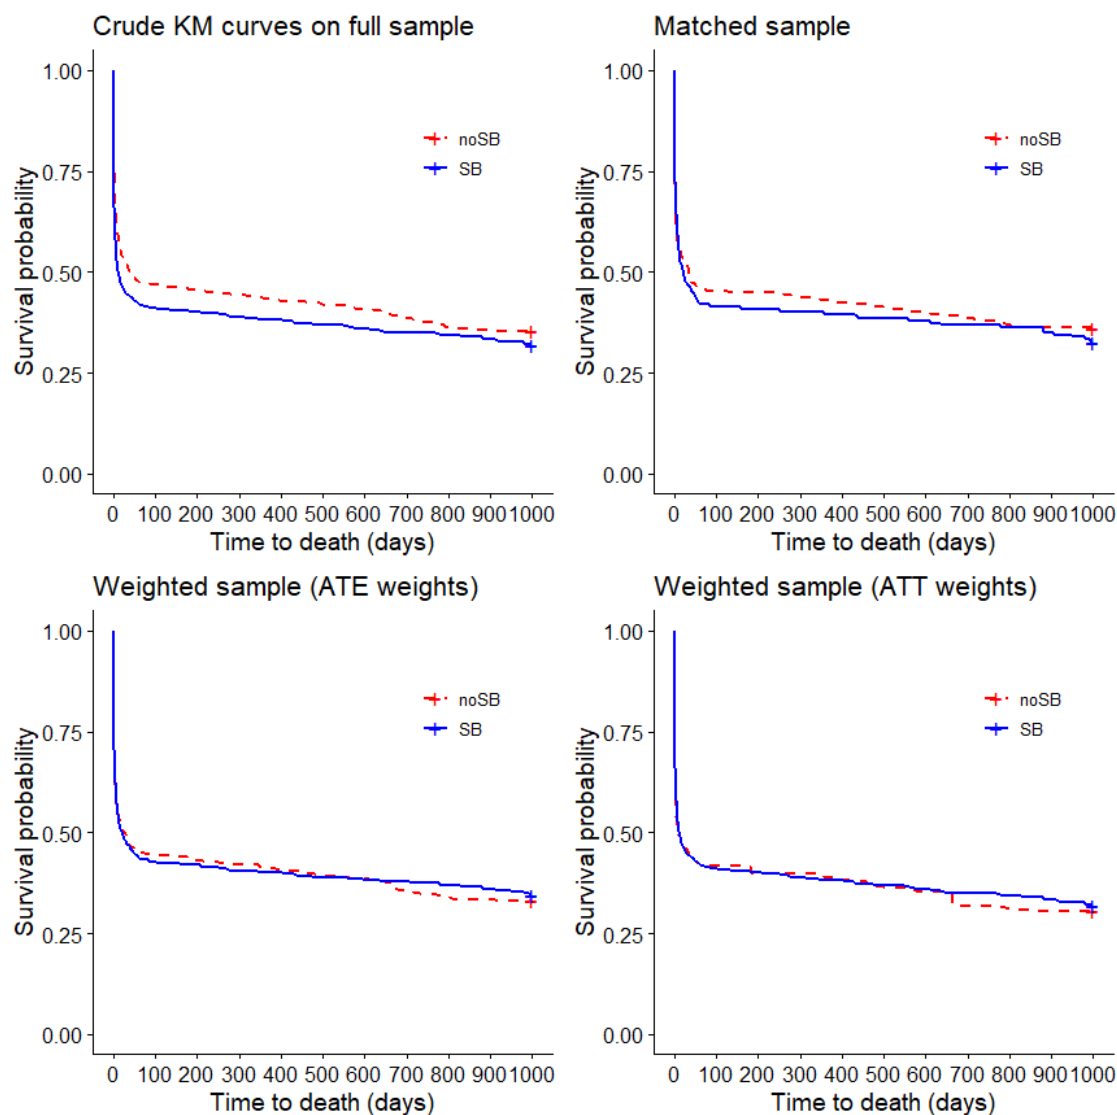 Crude KM curves on full sample
Survival probability
1.00
0.75
0.50
0.25
0.00
noSB
SB
0 100 200 300 400 500 600 700 800 900 1000
Time to death (days)
Matched sample
Survival probability
1.00
0.75
0.50
0.25
0.00
noSB
SB
0 100 200 300 400 500 600 700 800 900 1000
Time to death (days)
Weighted sample (ATE weights)
Survival probability
1.00
0.75
0.50
0.25
0.00
noSB
SB
0 100 200 300 400 500 600 700 800 900 1000
Time to death (days)
Weighted sample (ATT weights)
Survival probability
1.00
0.75
0.50
0.25
0.00
noSB
SB
0 100 200 300 400 500 600 700 800 900 1000
Time to death (days)